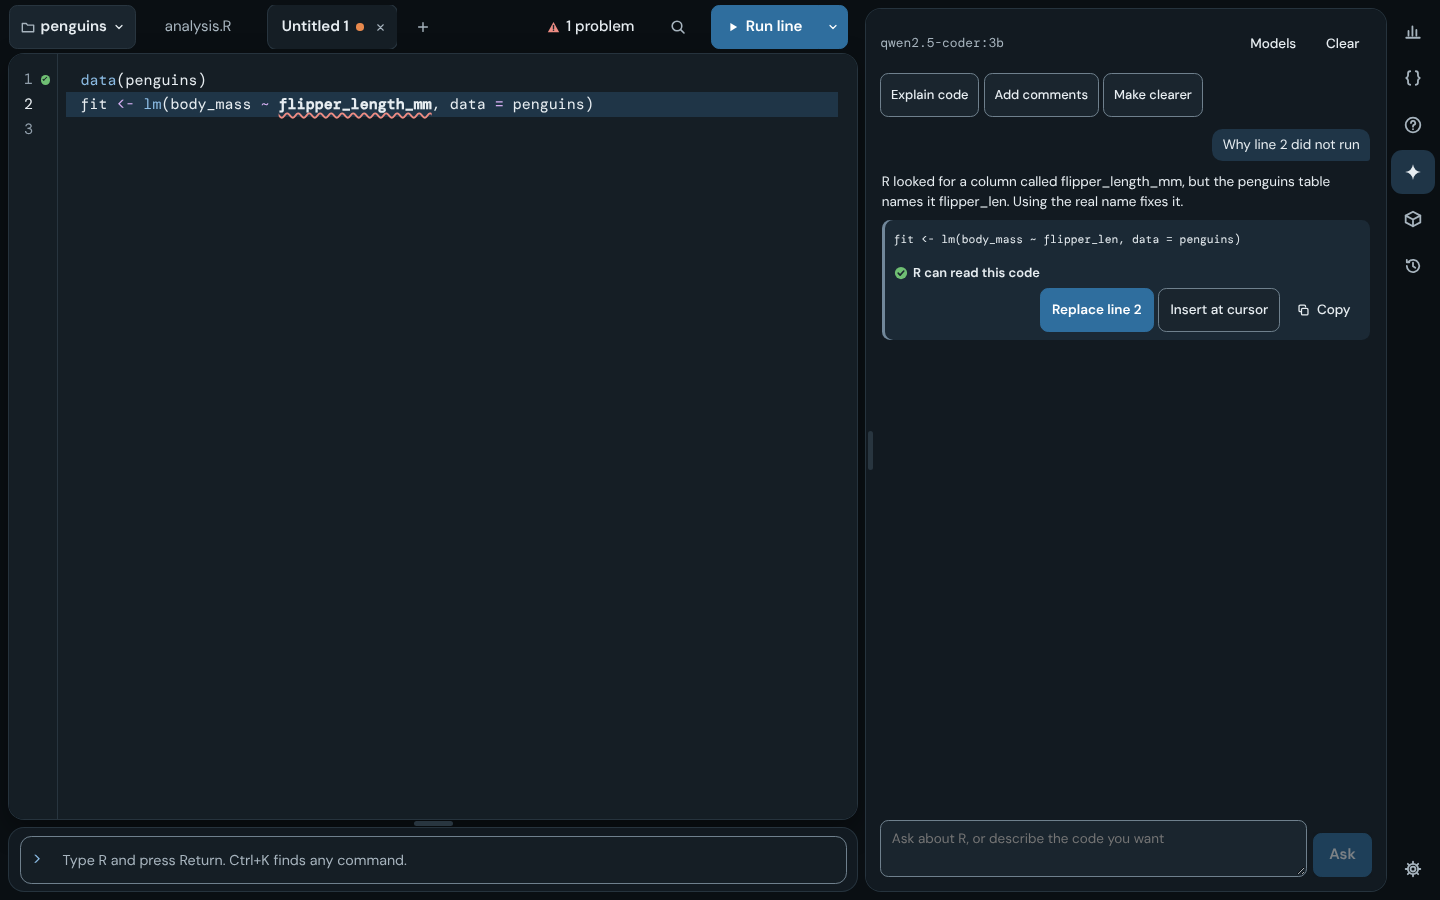 penguins
analysis.R
Untitled 1
1 problem
Run line
1 data(penguins)
2 fit <- lm(body_mass ~ flipper_length_mm, data = penguins)
3
Type R and press Return. Ctrl+K finds any command.
qwen2.5-coder:3b
Models
Clear
Explain code
Add comments
Make clearer
Why line 2 did not run
R looked for a column called flipper_length_mm, but the penguins table
names it flipper_len. Using the real name fixes it.
fit <- lm(body_mass ~ flipper_len, data = penguins)
R can read this code
Replace line 2
Insert at cursor
Copy
Ask about R, or describe the code you want
Ask